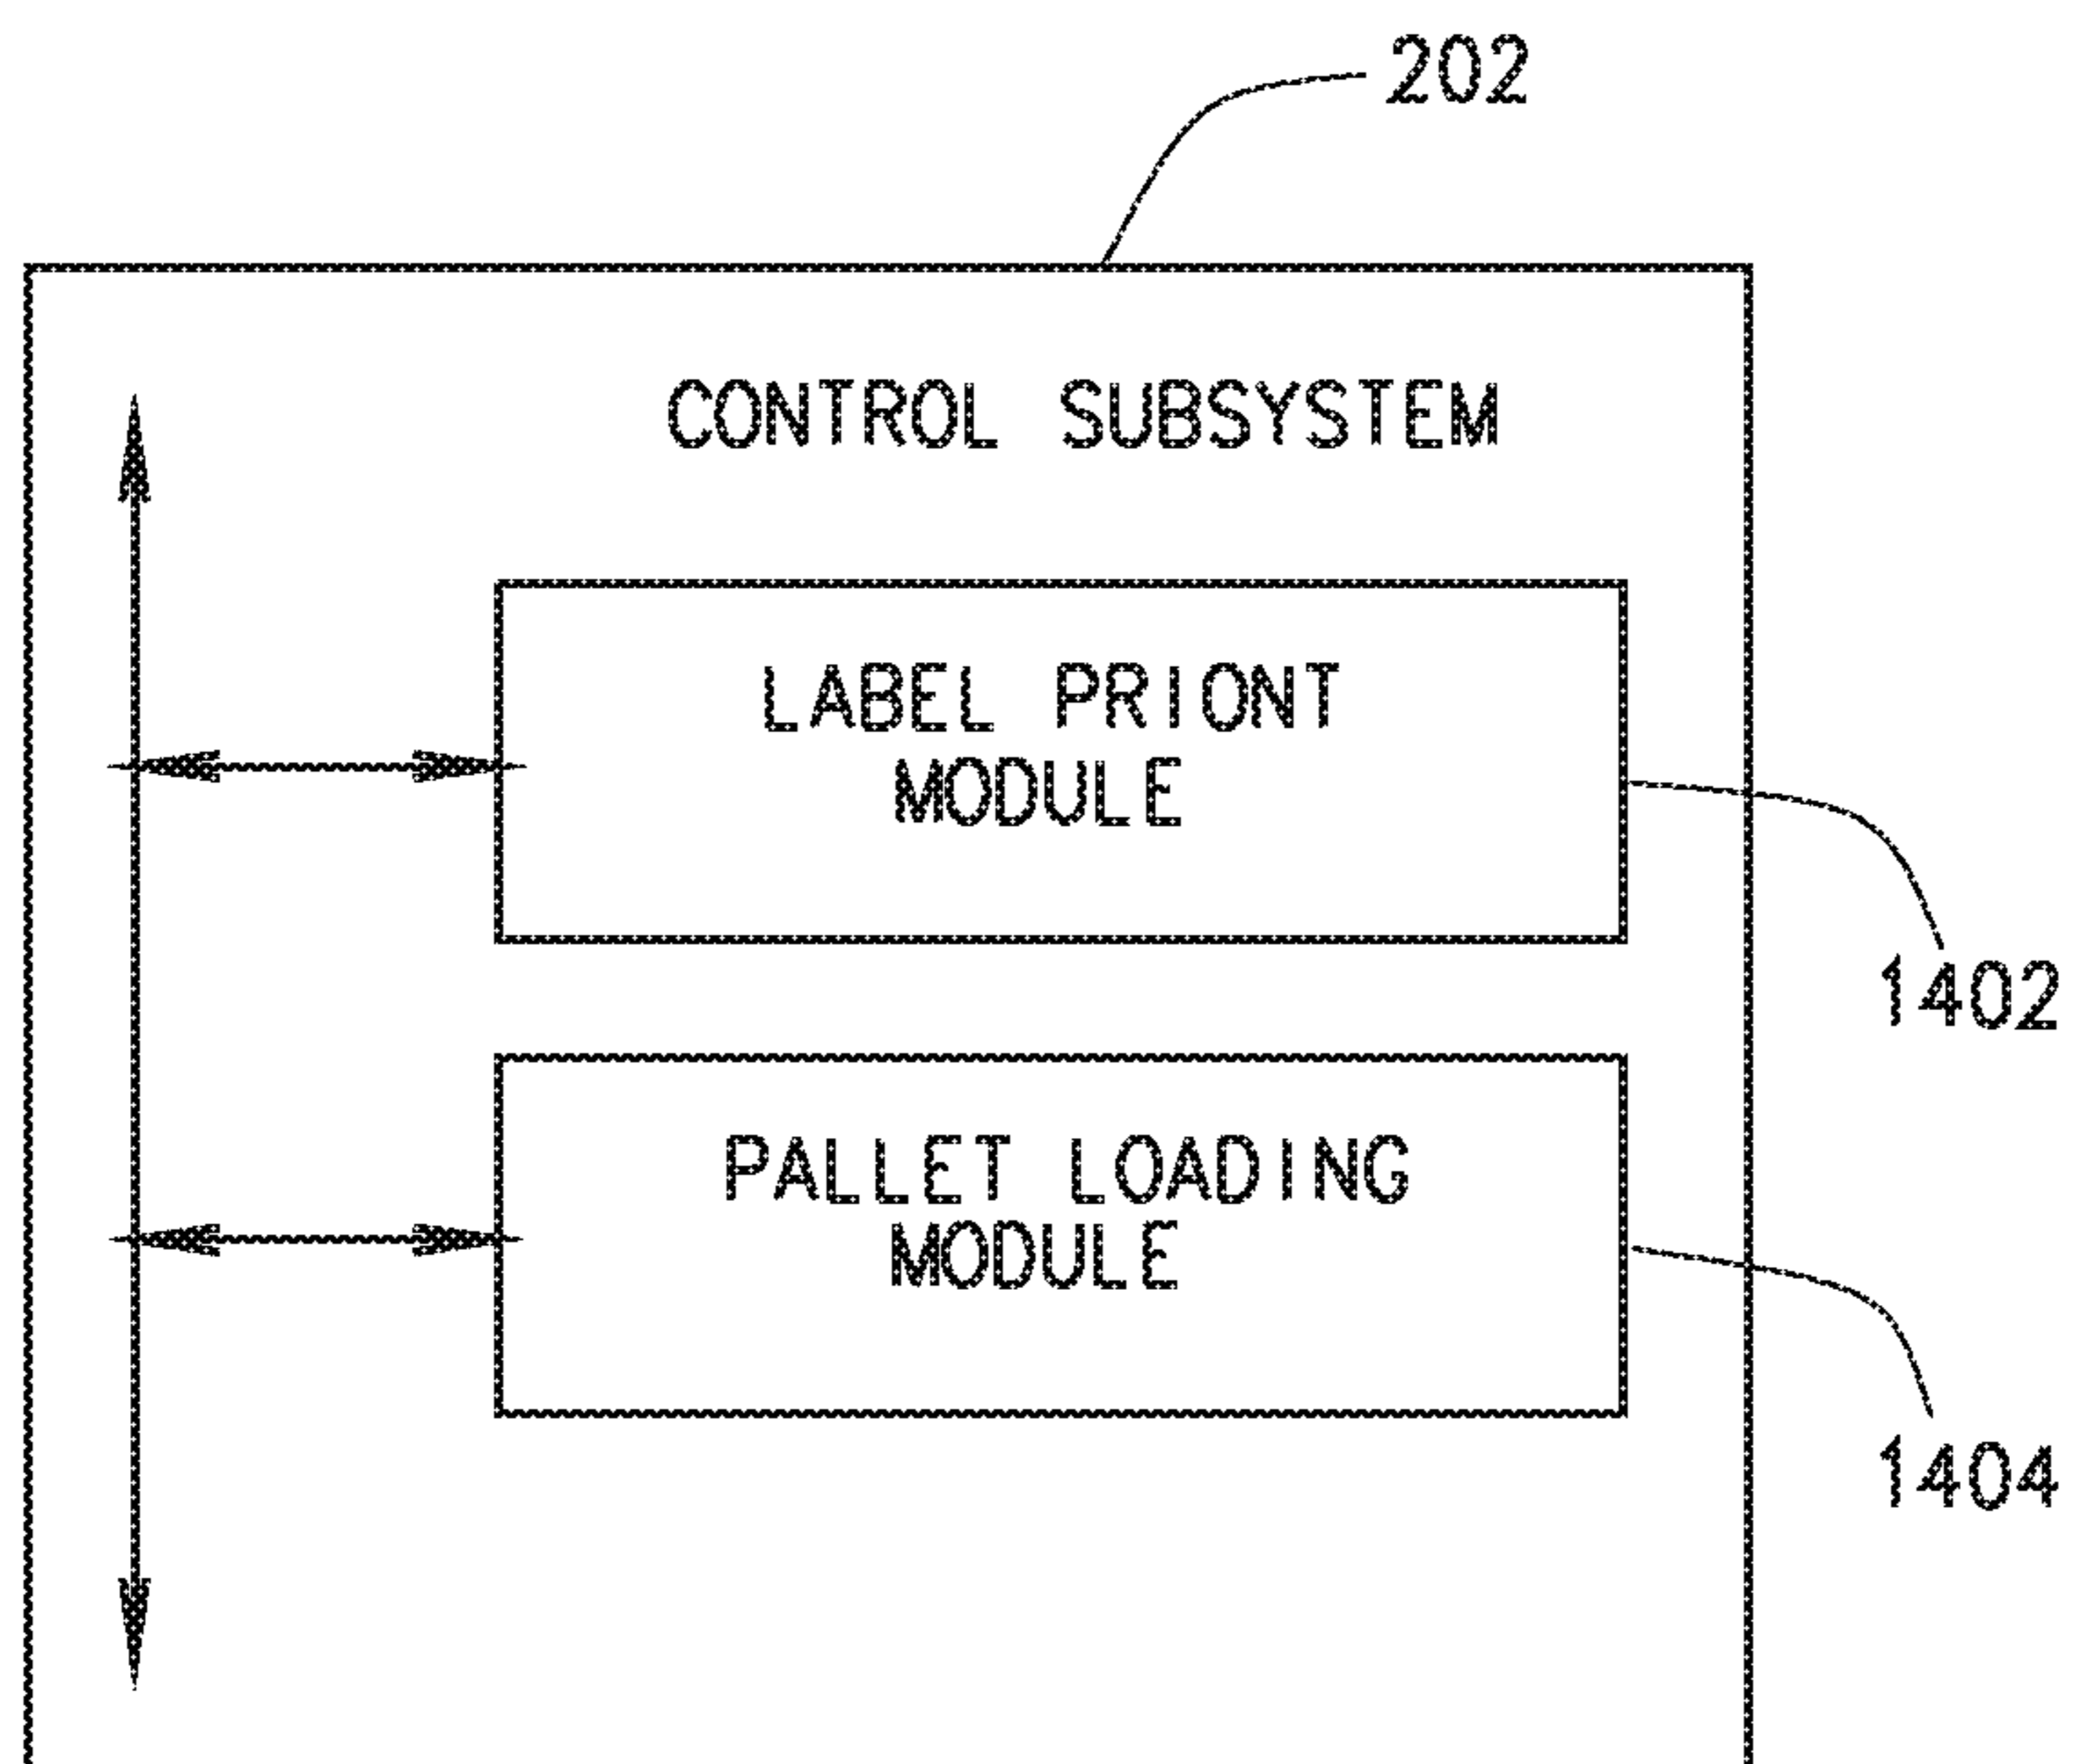 202
CONTROL SUBSYSTEM
LABEL PRIONT
MODULE
1402
PALLET LOADING
MODULE
1404